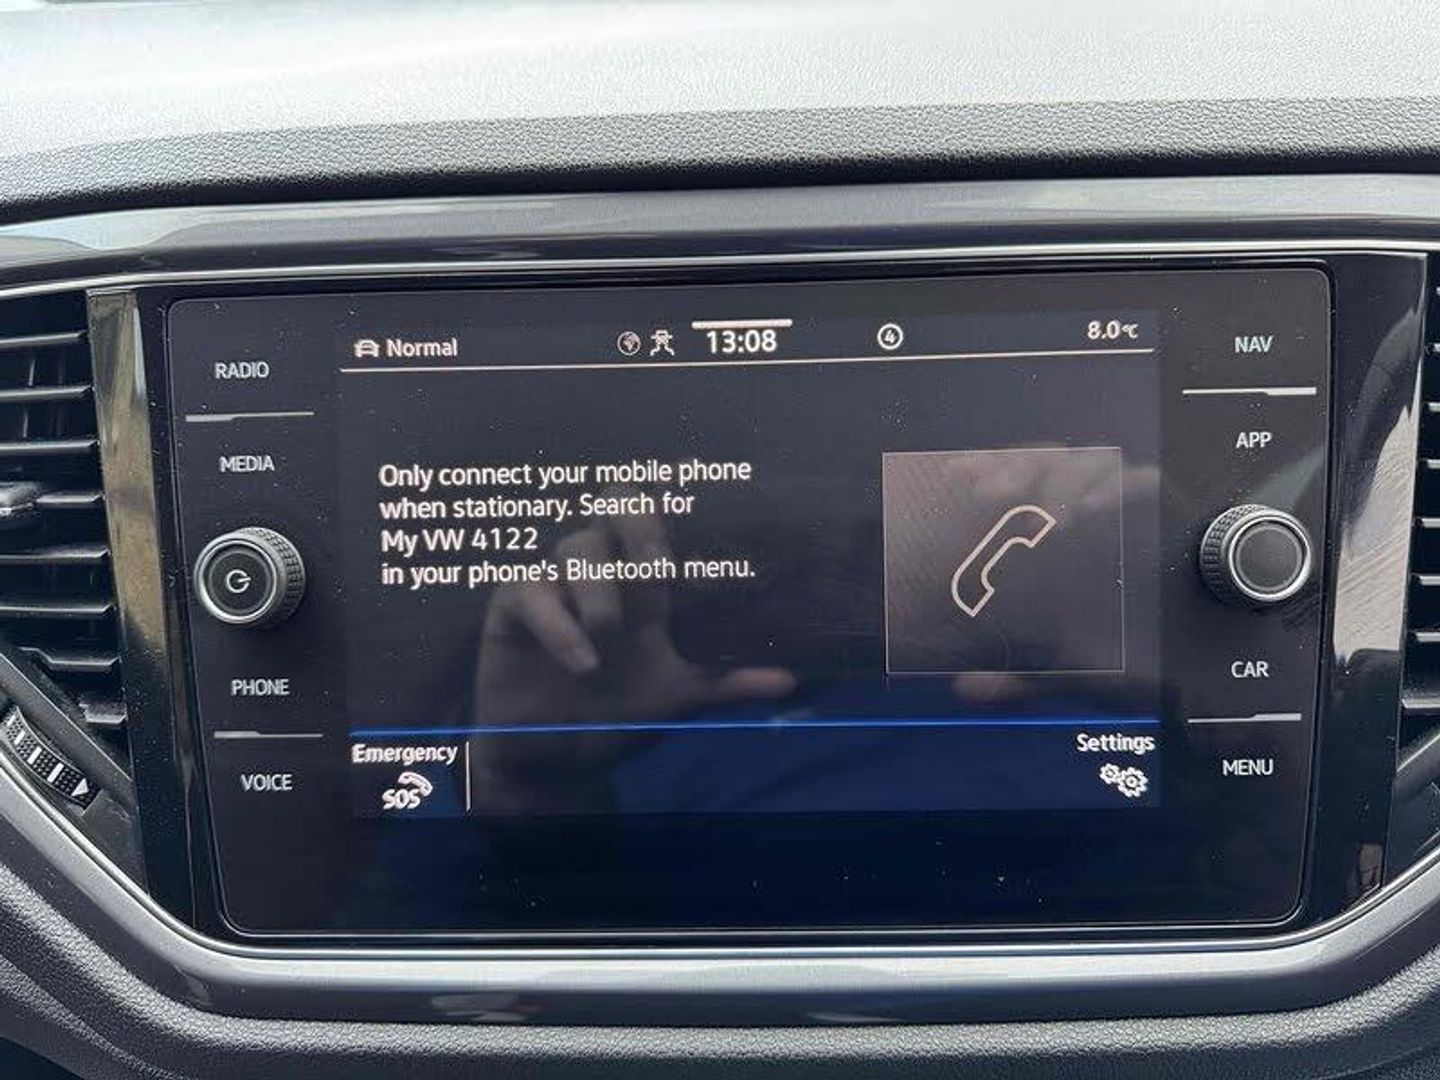 RADIO
MEDIA
PHONE
VOICE
Normal
13:08
4
8.0°C
Only connect your mobile phone
when stationary. Search for
My VW 4122
in your phone's Bluetooth menu.
Emergency
SOS
Settings
NAV
APP
CAR
MENU